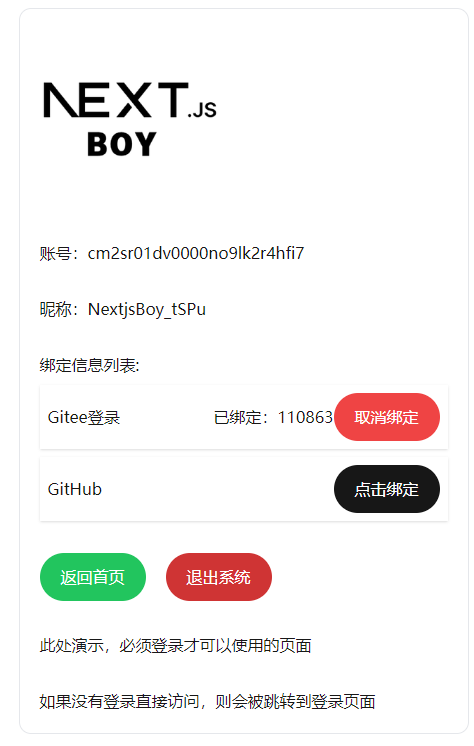 NEXT.JS
BOY
账号：cm2sr01dv0000no9lk2r4hfi7
昵称：NextjsBoy_tSPu
绑定信息列表:
Gitee登录 已绑定：110863 取消绑定
GitHub 点击绑定
返回首页 退出系统
此处演示，必须登录才可以使用的页面
如果没有登录直接访问，则会被跳转到登录页面